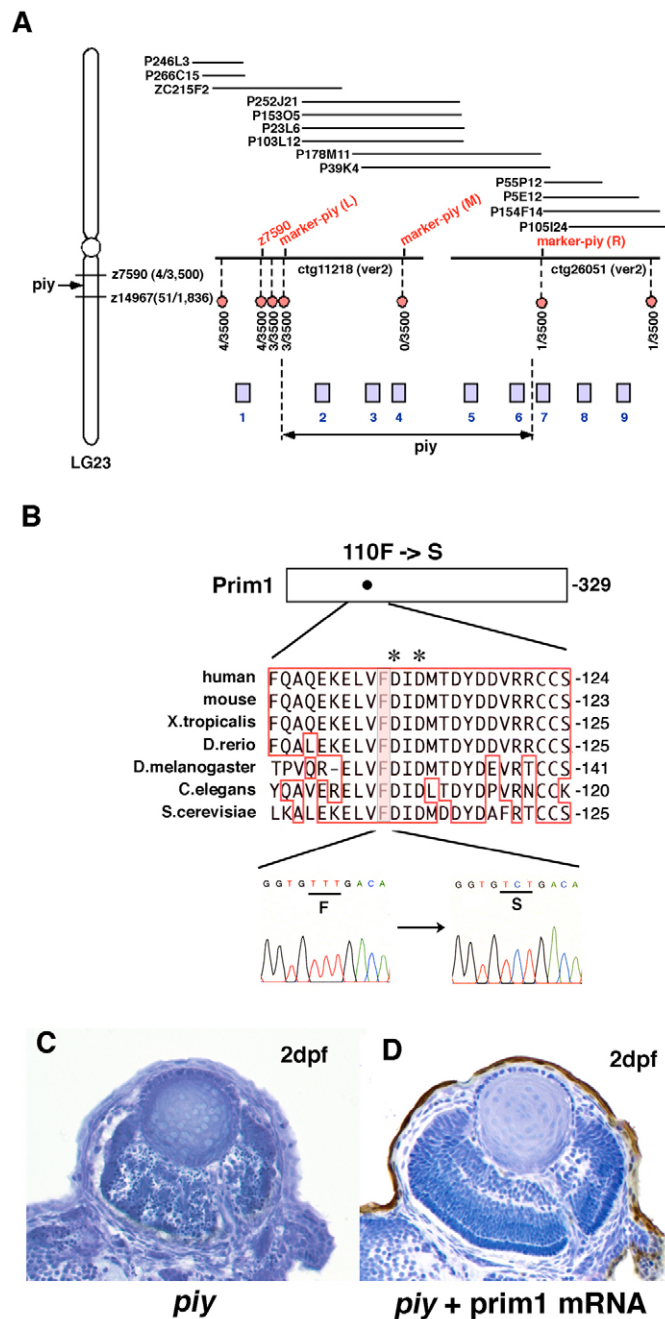 A
P246L3
P266C15
ZC215F2
P252J21
P153O5
P23L6
P103L12
P178M11
P39K4
P55P12
P5E12
P154F14
P105I24
z7590
marker-piy (L)
marker-piy (M)
marker-piy (R)
ctg11218 (ver2)
ctg26051 (ver2)
z7590 (4/3,500)
piy
z14967(51/1,836)
4/3500
4/3500
3/3500
3/3500
0/3500
1/3500
1/3500
1 2 3 4 5 6 7 8 9
piy
LG23
B
110F -> S
Prim1 -329
* *
human FQAQEKELVFDIDMTDYDDVRRCCS -124
mouse FQAQEKELVFDIDMTDYDDVRRCCS -123
X.tropicalis FQAQEKELVFDIDMTDYDDVRRCCS -125
D.rerio FQALEKELVFDIDMTDYDDVRRCCS -125
D.melanogaster TPVQR-ELVFDIDMTDYDEVRTCCS -141
C.elegans YQAVERELVFDIDLTDYDPVRNCCK -120
S.cerevisiae LKALEKELVFDIDMDDYDAFRTCCS -125
G G T G T T T G A C A
F
G G T G T C T G A C A
S
C 2dpf
D 2dpf
piy
piy + prim1 mRNA